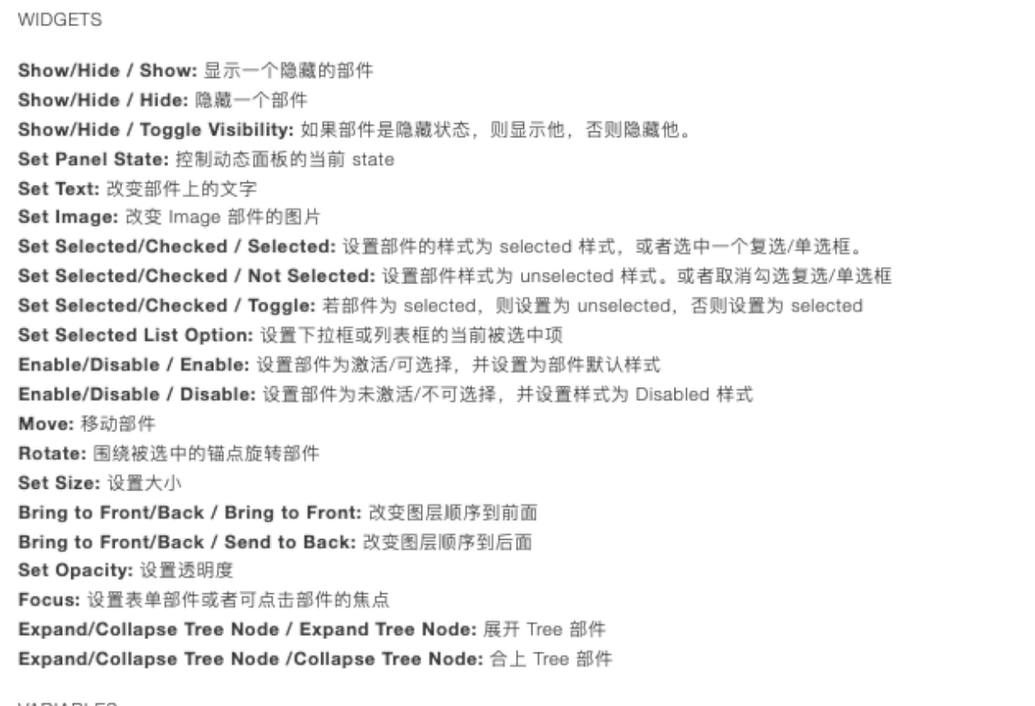 WIDGETS
Show/Hide / Show: 显示一个隐藏的部件
Show/Hide / Hide: 隐藏一个部件
Show/Hide / Toggle Visibility: 如果部件是隐藏状态，则显示他，否则隐藏他。
Set Panel State: 控制动态面板的当前 state
Set Text: 改变部件上的文字
Set Image: 改变 Image 部件的图片
Set Selected/Checked / Selected: 设置部件的样式为 selected 样式，或者选中一个复选/单选框。
Set Selected/Checked / Not Selected: 设置部件样式为 unselected 样式。或者取消勾选复选/单选框
Set Selected/Checked / Toggle: 若部件为 selected，则设置为 unselected，否则设置为 selected
Set Selected List Option: 设置下拉框或列表框的当前被选中项
Enable/Disable / Enable: 设置部件为激活/可选择，并设置为部件默认样式
Enable/Disable / Disable: 设置部件为未激活/不可选择，并设置样式为 Disabled 样式
Move: 移动部件
Rotate: 围绕被选中的锚点旋转部件
Set Size: 设置大小
Bring to Front/Back / Bring to Front: 改变图层顺序到前面
Bring to Front/Back / Send to Back: 改变图层顺序到后面
Set Opacity: 设置透明度
Focus: 设置表单部件或者可点击部件的焦点
Expand/Collapse Tree Node / Expand Tree Node: 展开 Tree 部件
Expand/Collapse Tree Node /Collapse Tree Node: 合上 Tree 部件
VARIABLES